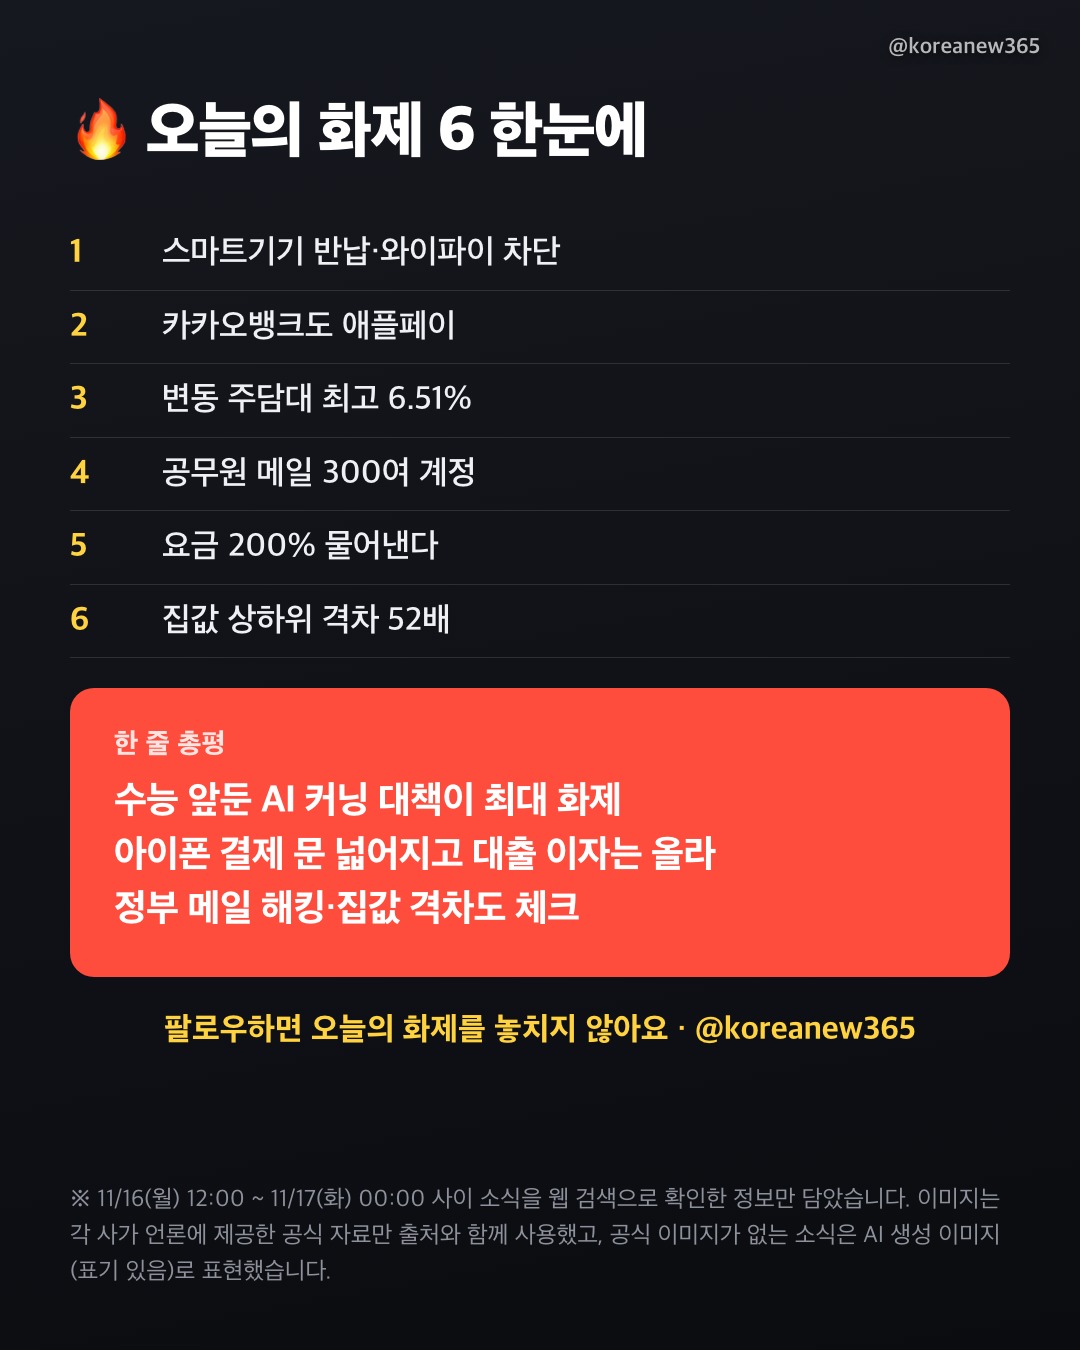 @koreanew365
🔥 오늘의 화제 6 한눈에
1 스마트기기 반납·와이파이 차단
2 카카오뱅크도 애플페이
3 변동 주담대 최고 6.51%
4 공무원 메일 300여 계정
5 요금 200% 물어낸다
6 집값 상하위 격차 52배
한 줄 총평
수능 앞둔 AI 커닝 대책이 최대 화제
아이폰 결제 문 넓어지고 대출 이자는 올라
정부 메일 해킹·집값 격차도 체크
팔로우하면 오늘의 화제를 놓치지 않아요 · @koreanew365
※ 11/16(월) 12:00 ~ 11/17(화) 00:00 사이 소식을 웹 검색으로 확인한 정보만 담았습니다. 이미지는
각 사가 언론에 제공한 공식 자료만 출처와 함께 사용했고, 공식 이미지가 없는 소식은 AI 생성 이미지
(표기 있음)로 표현했습니다.